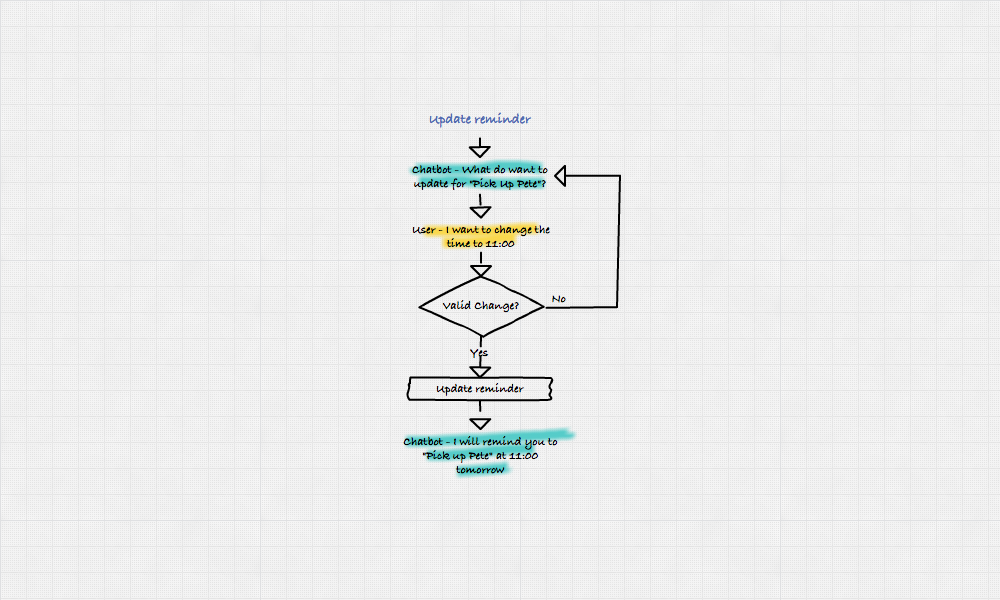 Update reminder
Chatbot - What do want to
update for "Pick Up Pete"?
User - I want to change the
time to 11:00
Valid Change?
No
Yes
Update reminder
Chatbot - I will remind you to
"Pick up Pete" at 11:00
tomorrow